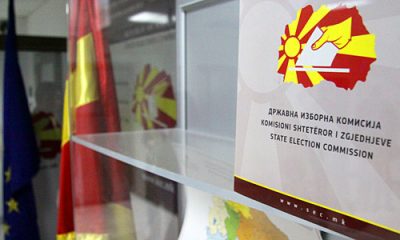 ДРЖАВНА ИЗБОРНА КОМИСИЈА
KOMISIONI SHTETËROR I ZGJEDHJEVE
STATE ELECTION COMMISSION
www.sec.mk